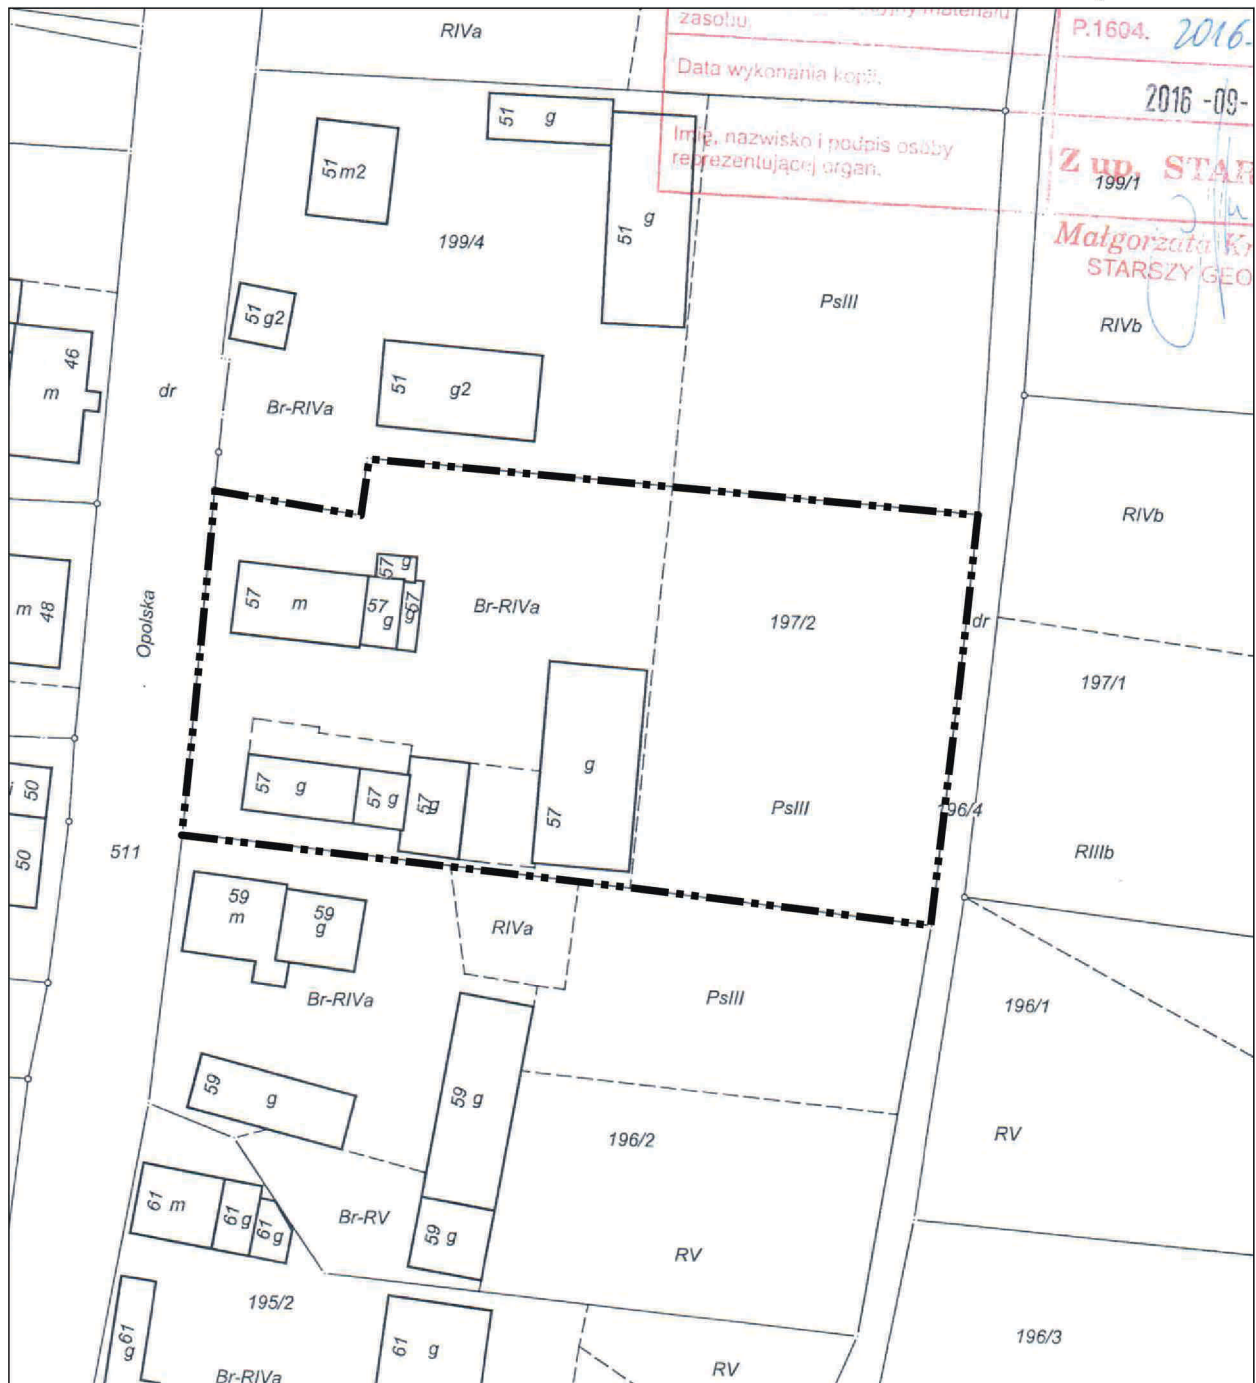 RIVa
materiału
zasobu.
P.1604. 2016-
Data wykonania kopii.
2016 -09-
Imię, nazwisko i podpis osoby
reprezentującej organ.
Z up. STAR
199/1
Małgorzata Kr
STARSZY GEO
51 g
51 m2
51 g
199/4
PsIII
RIVb
51 g2
46
m
dr
51 g2
Br-RIVa
RIVb
57 g
57 m
57 g
57 g
Br-RIVa
197/2
dr
m 48
Opolska
197/1
g
57
57 g
57 g
57 g
PsIII
196/4
50
50
511
RIIIb
59
m
59
g
RIVa
Br-RIVa
PsIII
196/1
59 g
59 g
196/2
RV
61 m
61 g
61 g
Br-RV
59 g
RV
195/2
61 g
61 g
196/3
Br-RIVa
RV